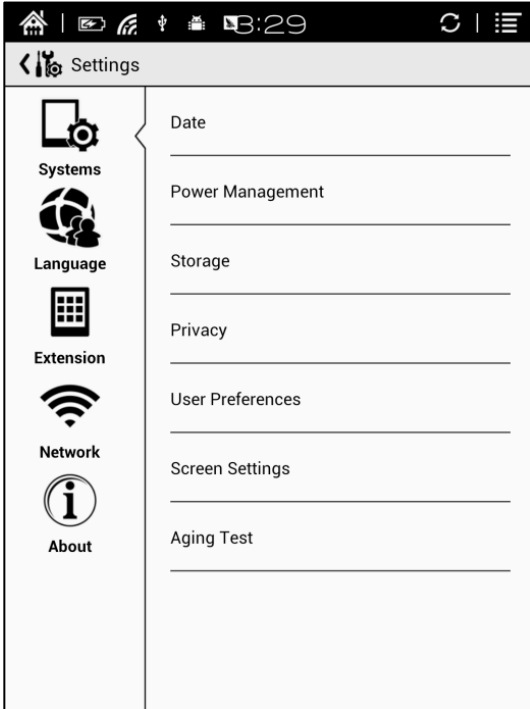 3:29
Settings
Systems
Language
Extension
Network
About
Date
Power Management
Storage
Privacy
User Preferences
Screen Settings
Aging Test